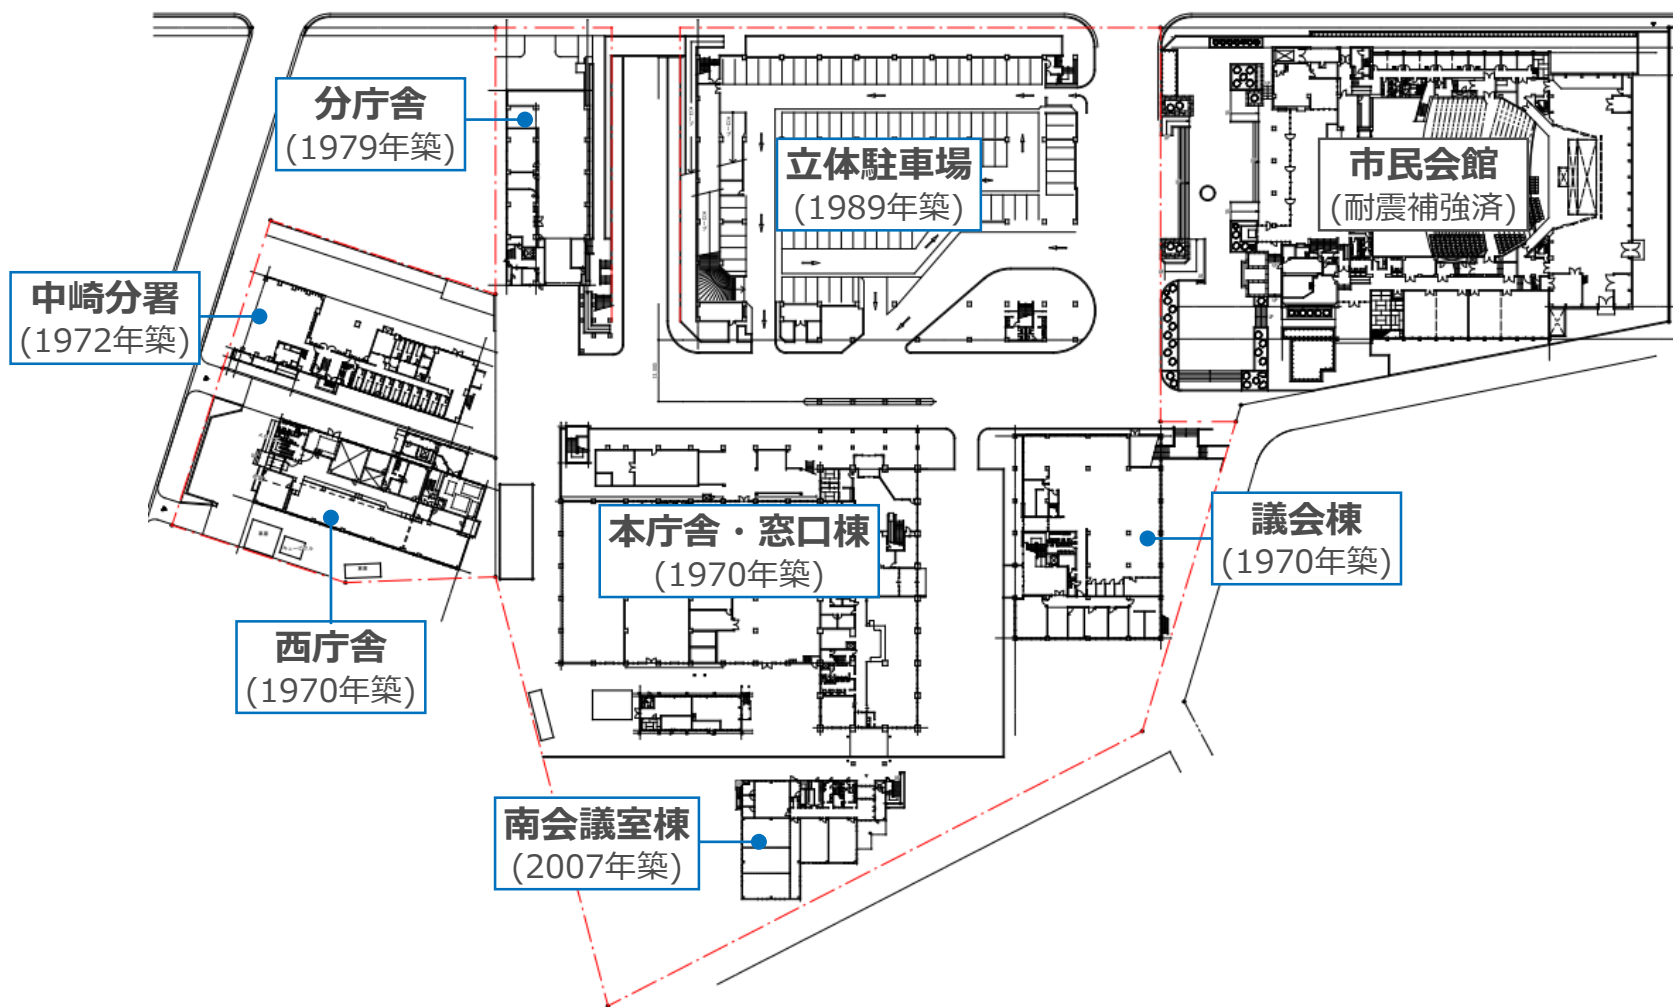 分庁舎
(1979年築)
立体駐車場
(1989年築)
市民会館
(耐震補強済)
中崎分署
(1972年築)
本庁舎・窓口棟
(1970年築)
議会棟
(1970年築)
西庁舎
(1970年築)
南会議室棟
(2007年築)